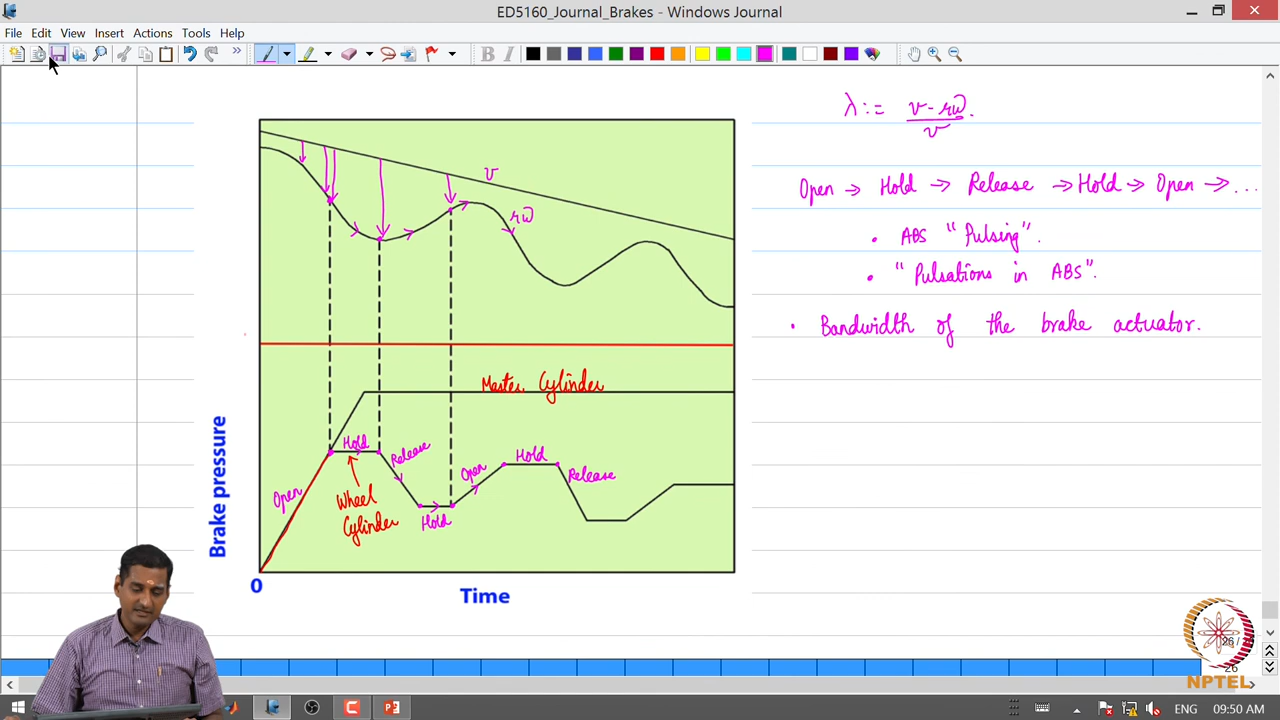 ED5160_Journal_Brakes - Windows Journal
File Edit View Insert Actions Tools Help
λ := v - rω / v
Open → Hold → Release → Hold → Open → ...
• ABS "Pulsing".
• "Pulsations in ABS".
• Bandwidth of the brake actuator.
v
rω
Master Cylinder
Hold
Release
Open
Hold
Release
Open
Wheel
Cylinder
Hold
Brake pressure
0
Time
26
NPTEL
ENG 09:50 AM